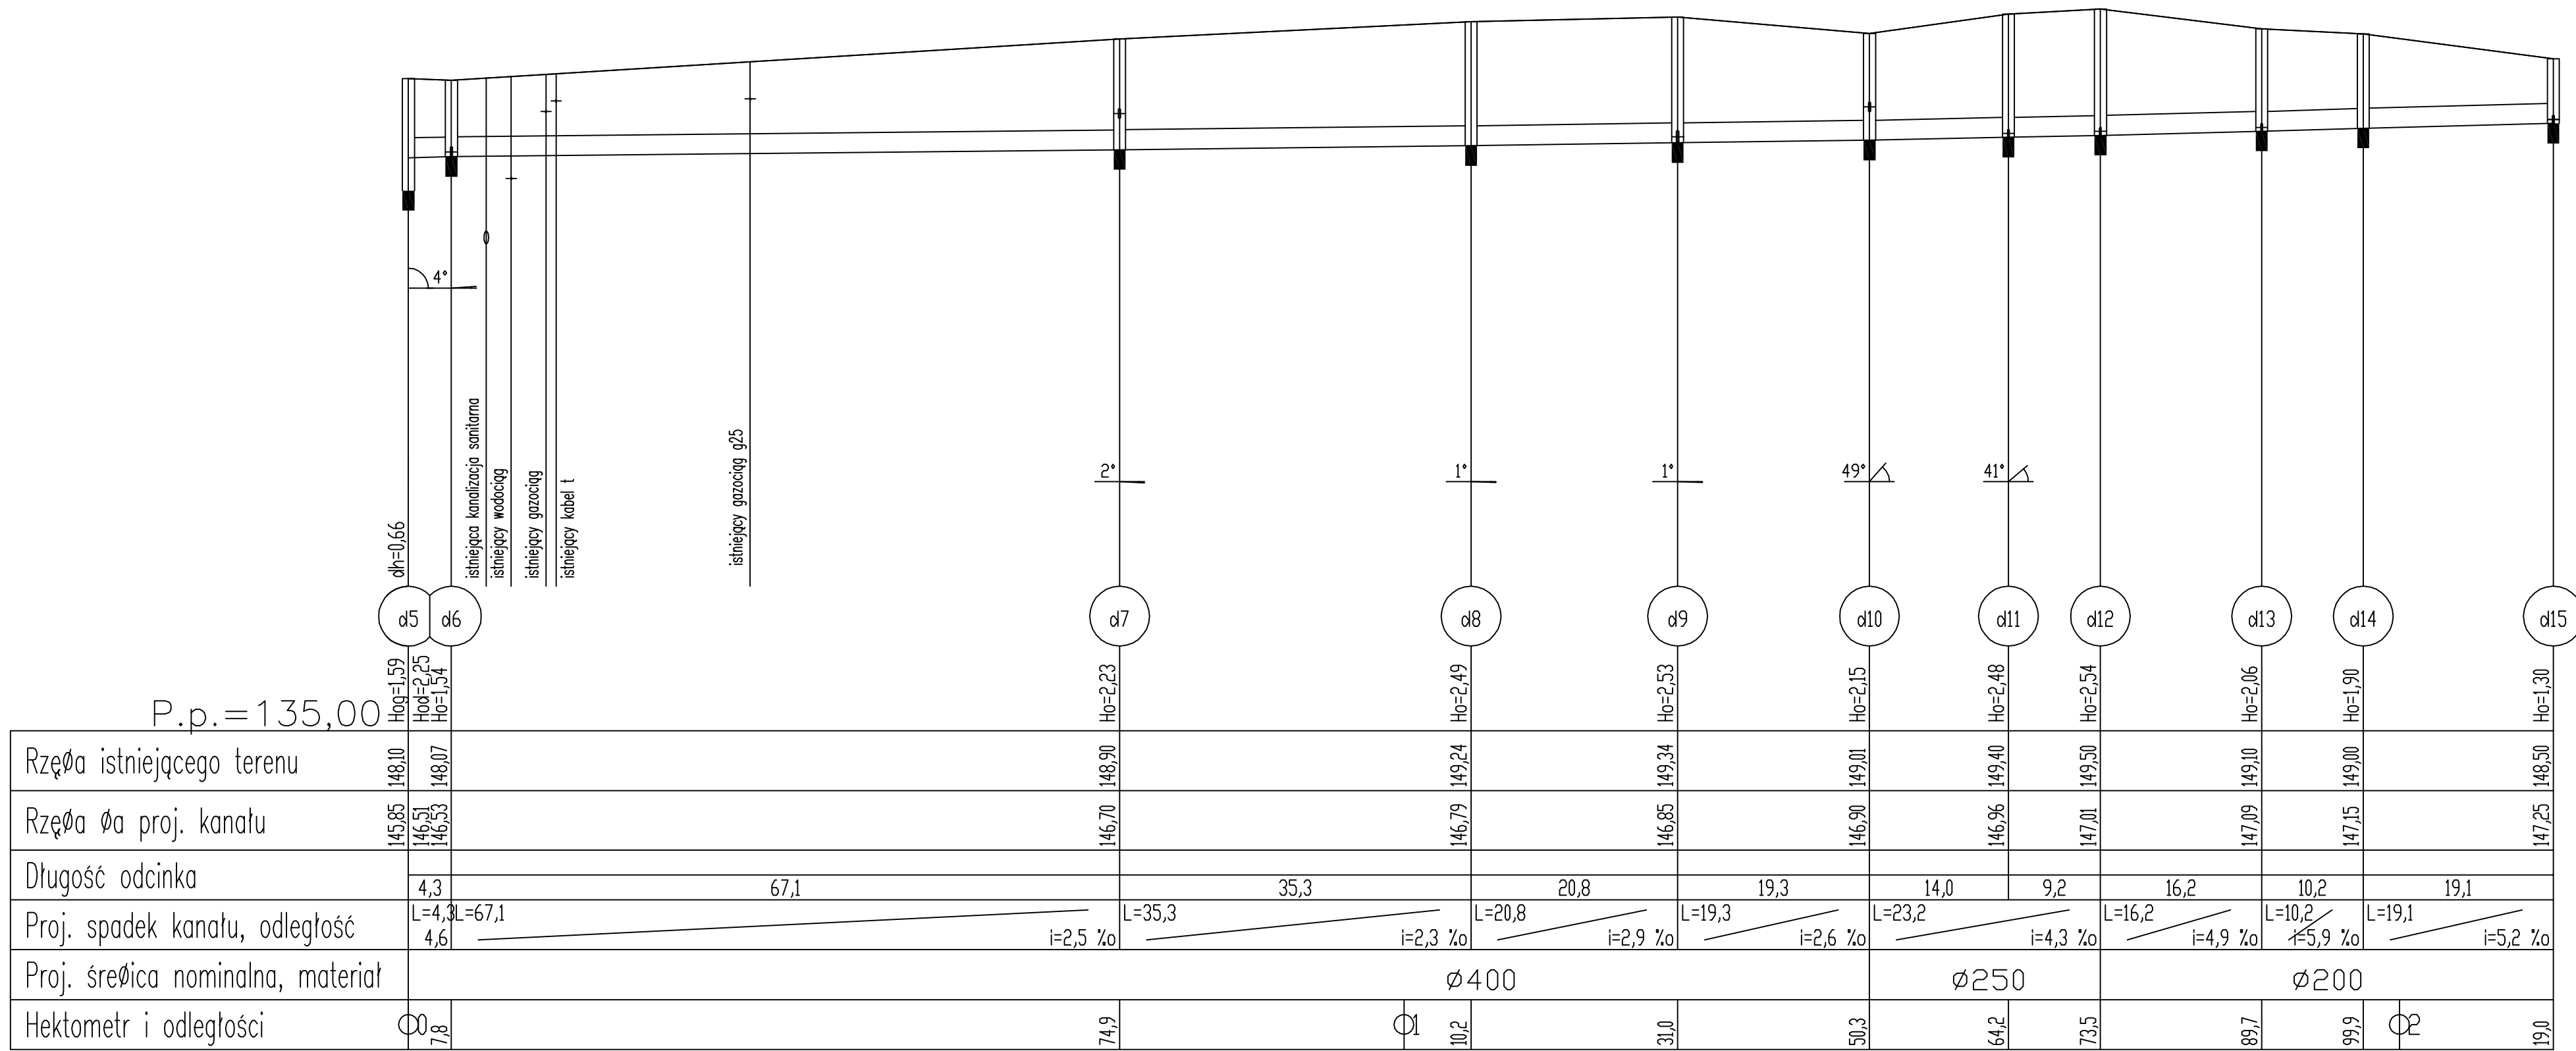 4°
2°
1°
1°
49°
41°
dh=0,66
istniejąca kanalizacja sanitarna
istniejący wodociąg
istniejący gazociąg
istniejący kabel t
istniejący gazociąg g25
d5 d6 d7 d8 d9 d10 d11 d12 d13 d14 d15
Hog=1,59 Hod=2,25 Ho=1,54 Ho=2,23 Ho=2,49 Ho=2,53 Ho=2,15 Ho=2,48 Ho=2,54 Ho=2,06 Ho=1,90 Ho=1,30
P.p.=135,00
RzęØa istniejącego terenu 148,10 148,07 148,90 149,24 149,34 149,01 149,40 149,50 149,10 149,00 148,50
RzęØa Øa proj. kanału 145,85 146,51 146,53 146,70 146,79 146,85 146,90 146,96 147,01 147,09 147,15 147,25
Długość odcinka 4,3 67,1 35,3 20,8 19,3 14,0 9,2 16,2 10,2 19,1
L=4,3 L=67,1 L=35,3 L=20,8 L=19,3 L=23,2 L=16,2 L=10,2 L=19,1
Proj. spadek kanału, odległość 4,6 i=2,5 ‰ i=2,3 ‰ i=2,9 ‰ i=2,6 ‰ i=4,3 ‰ i=4,9 ‰ i=5,9 ‰ i=5,2 ‰
Proj. śreØica nominalna, materiał Ø400 Ø250 Ø200
Hektometr i odległości 0 7,8 74,9 1 10,2 31,0 50,3 64,2 73,5 89,7 99,9 2 19,0